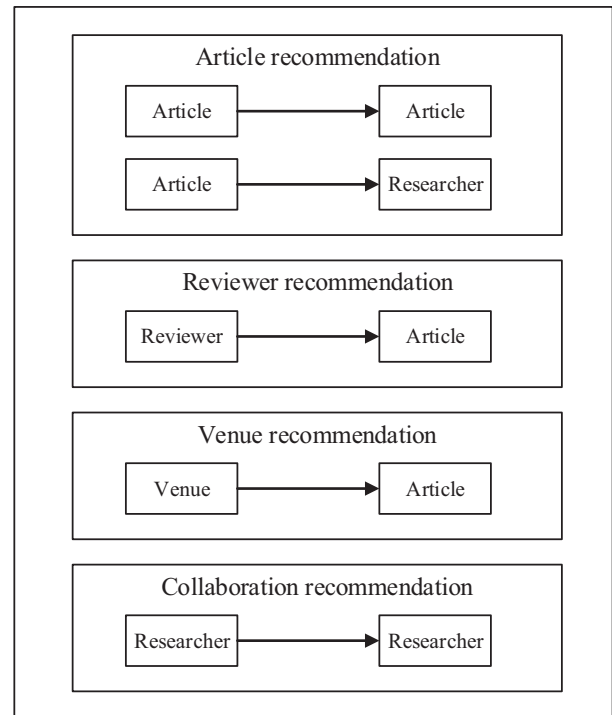 Article recommendation
Article Article
Article Researcher
Reviewer recommendation
Reviewer Article
Venue recommendation
Venue Article
Collaboration recommendation
Researcher Researcher